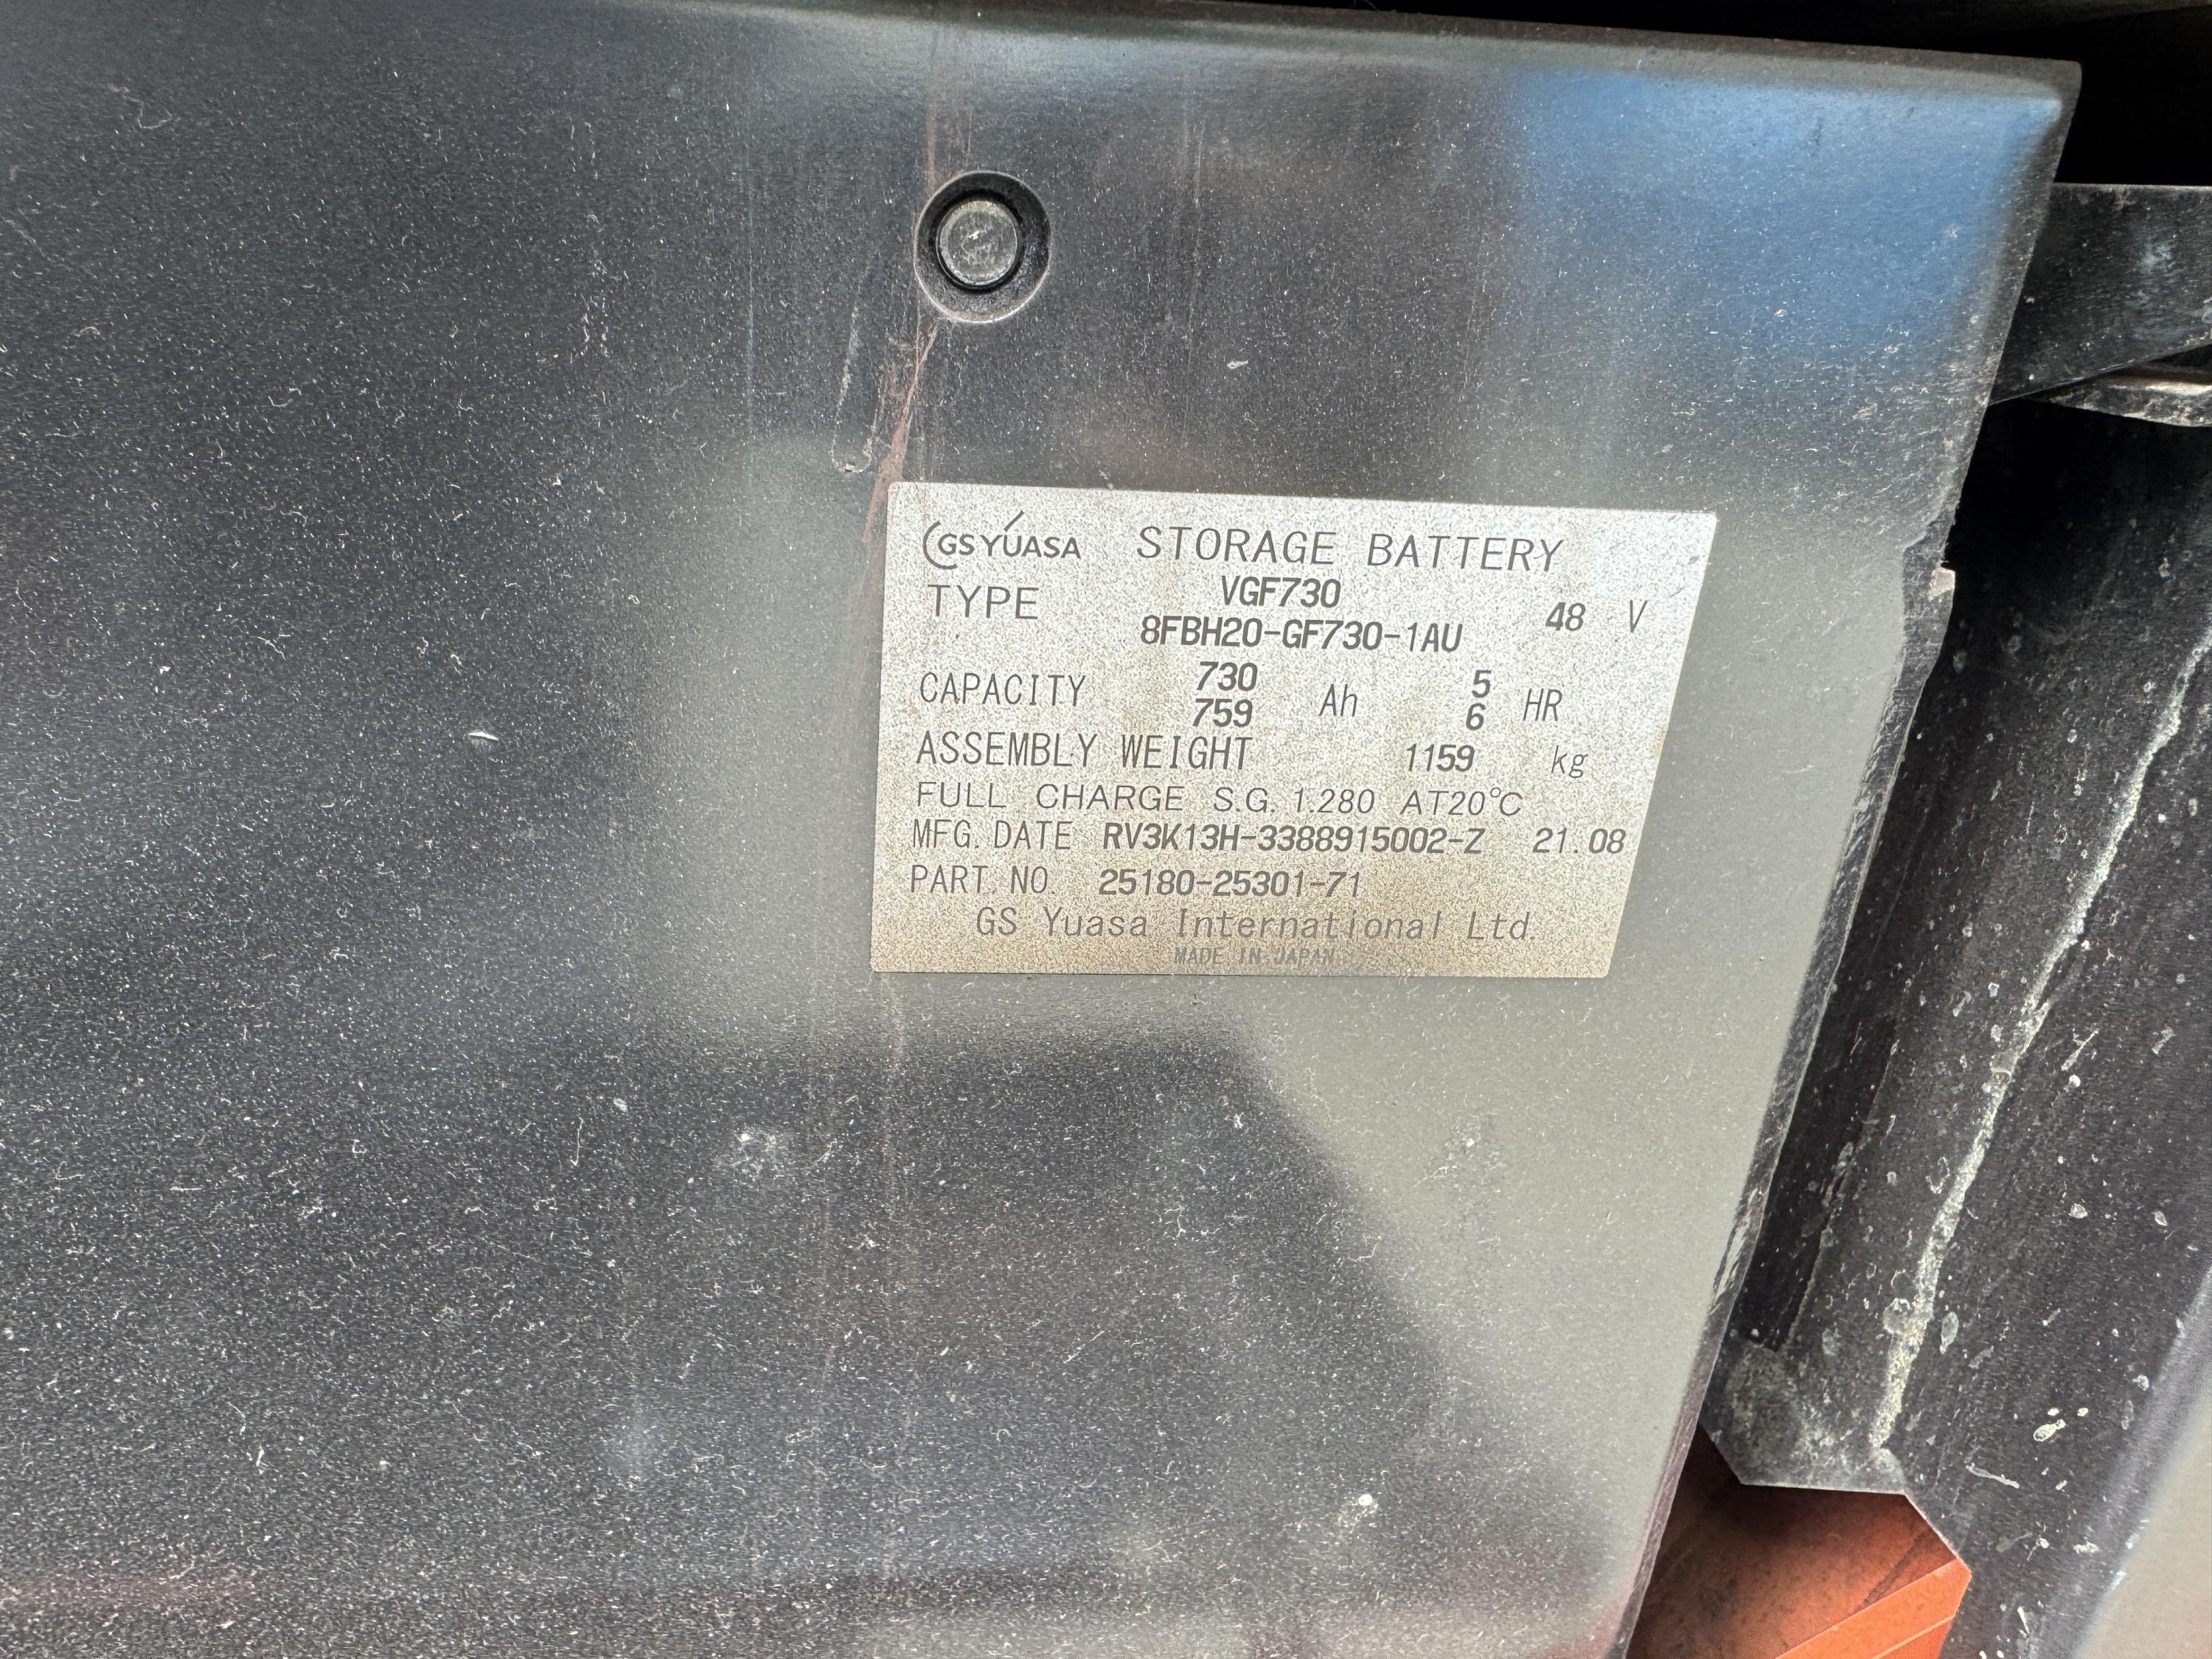 GS YUASA STORAGE BATTERY
TYPE VGF730 48 V
8FBH20-GF730-1AU
CAPACITY 730 Ah 5 HR
759 6
ASSEMBLY WEIGHT 1159 kg
FULL CHARGE S.G. 1.280 AT20°C
MFG. DATE RV3K13H-3388915002-Z 21.08
PART. NO. 25180-25301-71
GS Yuasa International Ltd.
MADE IN JAPAN